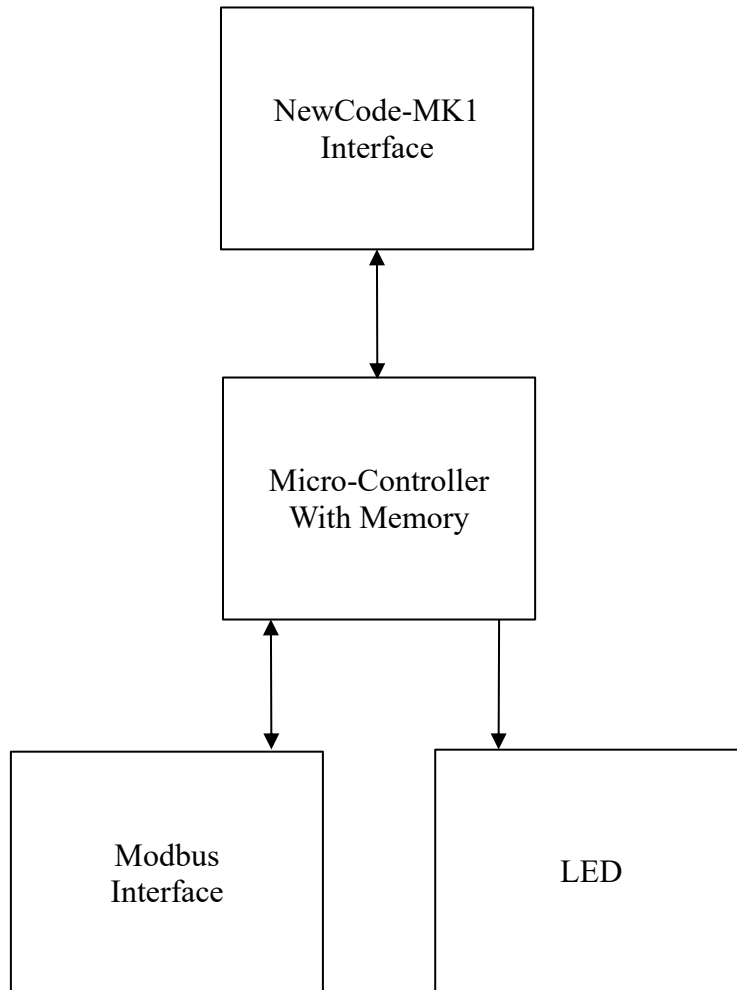 NewCode-MK1
Interface
Micro-Controller
With Memory
Modbus
Interface
LED